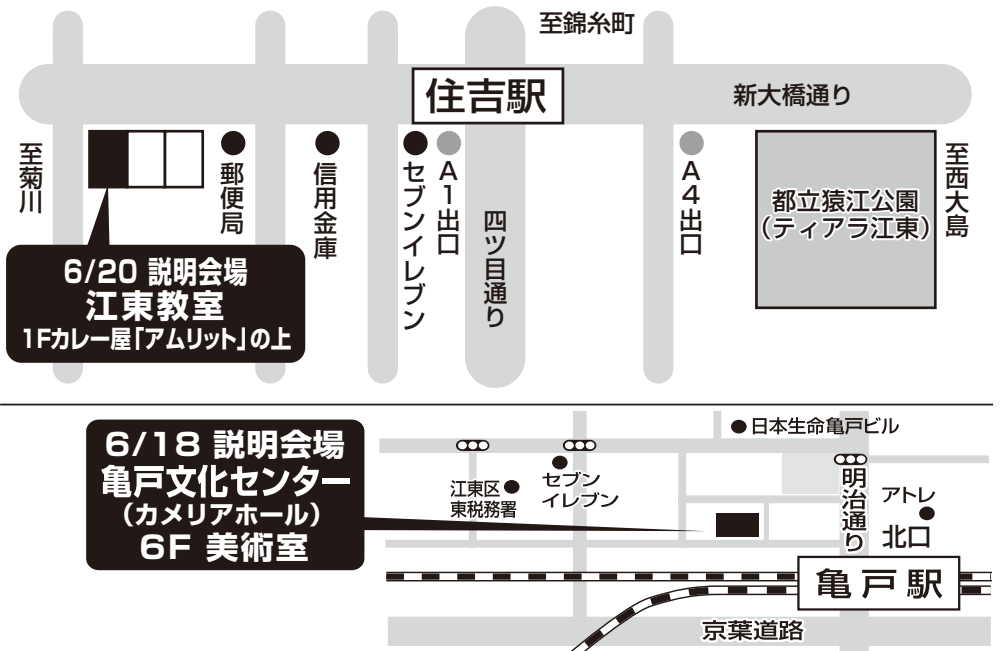 至錦糸町
住吉駅
新大橋通り
至菊川
郵便局
信用金庫
セブンイレブン
A1出口
四ツ目通り
A4出口
都立猿江公園
(ティアラ江東)
至西大島
6/20 説明会場
江東教室
1Fカレー屋「アムリット」の上
6/18 説明会場
亀戸文化センター
(カメリアホール)
6F 美術室
日本生命亀戸ビル
江東区
東税務署
セブン
イレブン
明治通り
アトレ
北口
亀戸駅
京葉道路